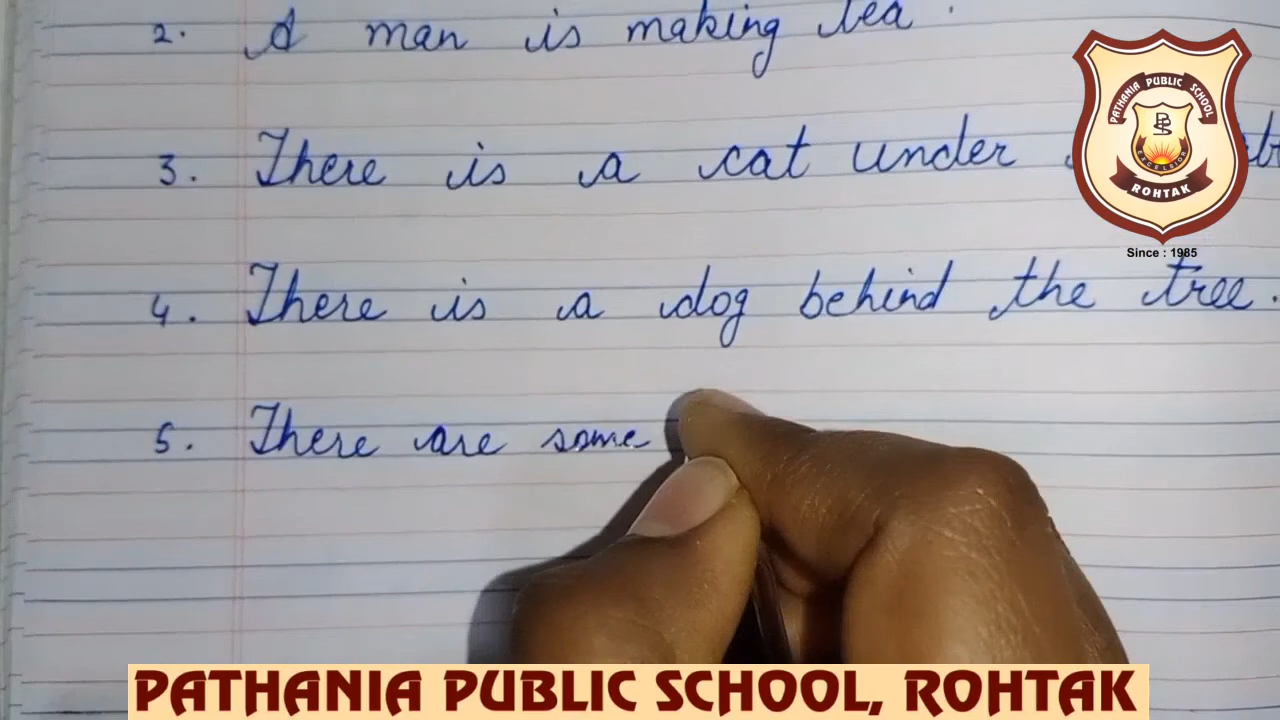 2. A man is making tea.
3. There is a cat under
4. There is a dog behind the tree.
5. There are some
PATHANIA PUBLIC SCHOOL
EXCELSIOR
ROHTAK
Since : 1985
PATHANIA PUBLIC SCHOOL, ROHTAK